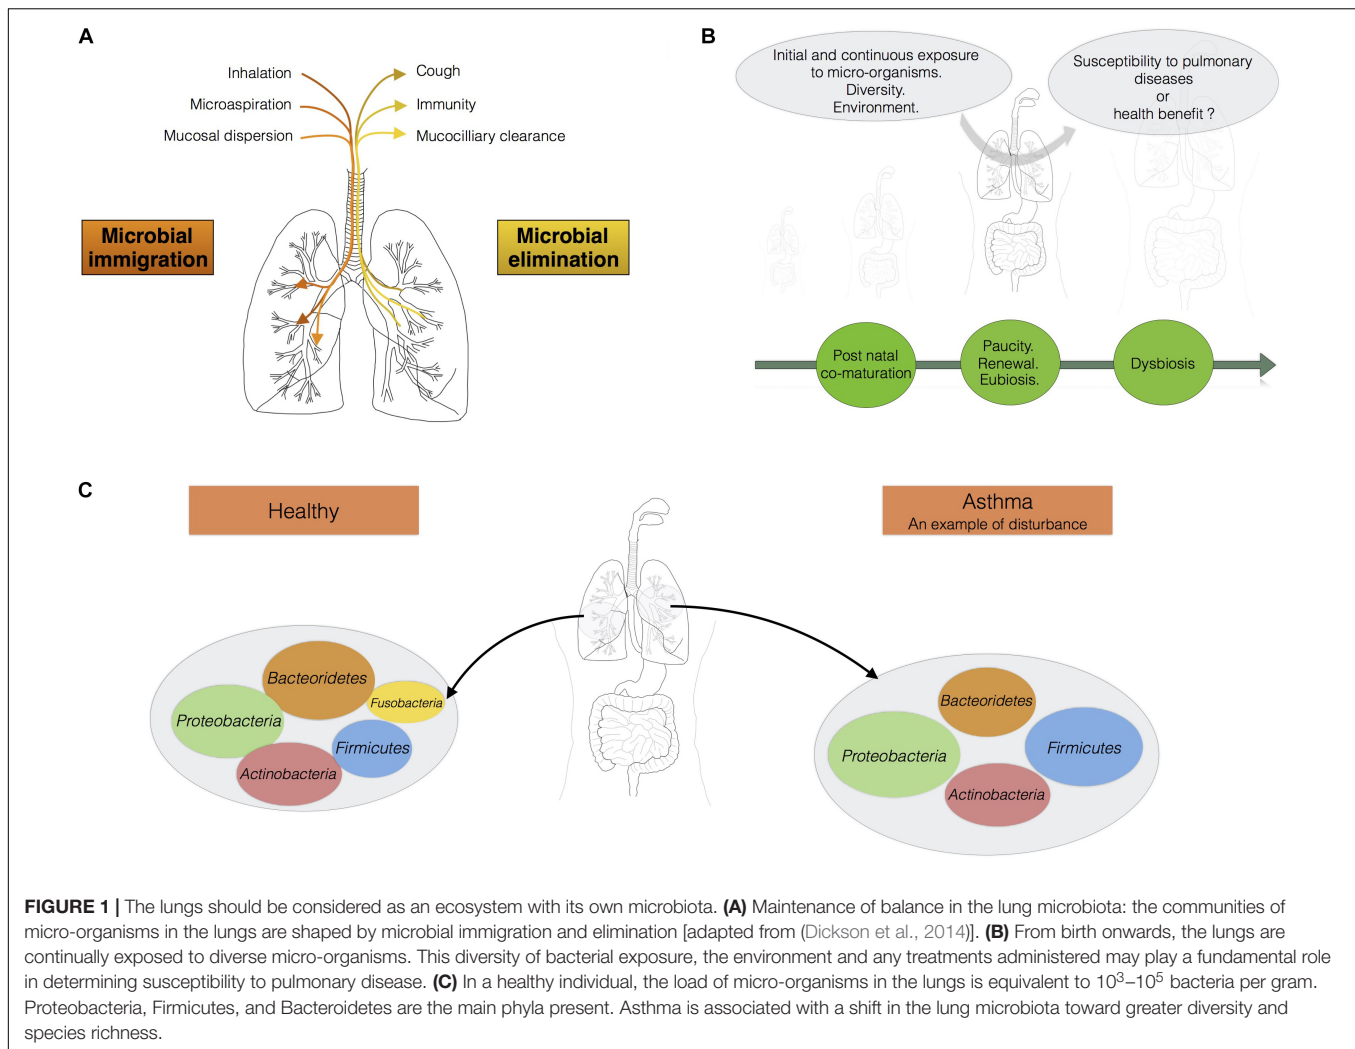 A
Inhalation
Microaspiration
Mucosal dispersion
Cough
Immunity
Mucocilliary clearance
Microbial
immigration
Microbial
elimination
B
Initial and continuous exposure
to micro-organisms.
Diversity.
Environment.
Susceptibility to pulmonary
diseases
or
health benefit ?
Post natal
co-maturation
Paucity.
Renewal.
Eubiosis.
Dysbiosis
C
Healthy
Asthma
An example of disturbance
Bacteoridetes
Fusobacteria
Proteobacteria
Firmicutes
Actinobacteria
Bacteoridetes
Proteobacteria
Firmicutes
Actinobacteria
FIGURE 1 | The lungs should be considered as an ecosystem with its own microbiota. (A) Maintenance of balance in the lung microbiota: the communities of
micro-organisms in the lungs are shaped by microbial immigration and elimination [adapted from (Dickson et al., 2014)]. (B) From birth onwards, the lungs are
continually exposed to diverse micro-organisms. This diversity of bacterial exposure, the environment and any treatments administered may play a fundamental role
in determining susceptibility to pulmonary disease. (C) In a healthy individual, the load of micro-organisms in the lungs is equivalent to 10³–10⁵ bacteria per gram.
Proteobacteria, Firmicutes, and Bacteroidetes are the main phyla present. Asthma is associated with a shift in the lung microbiota toward greater diversity and
species richness.